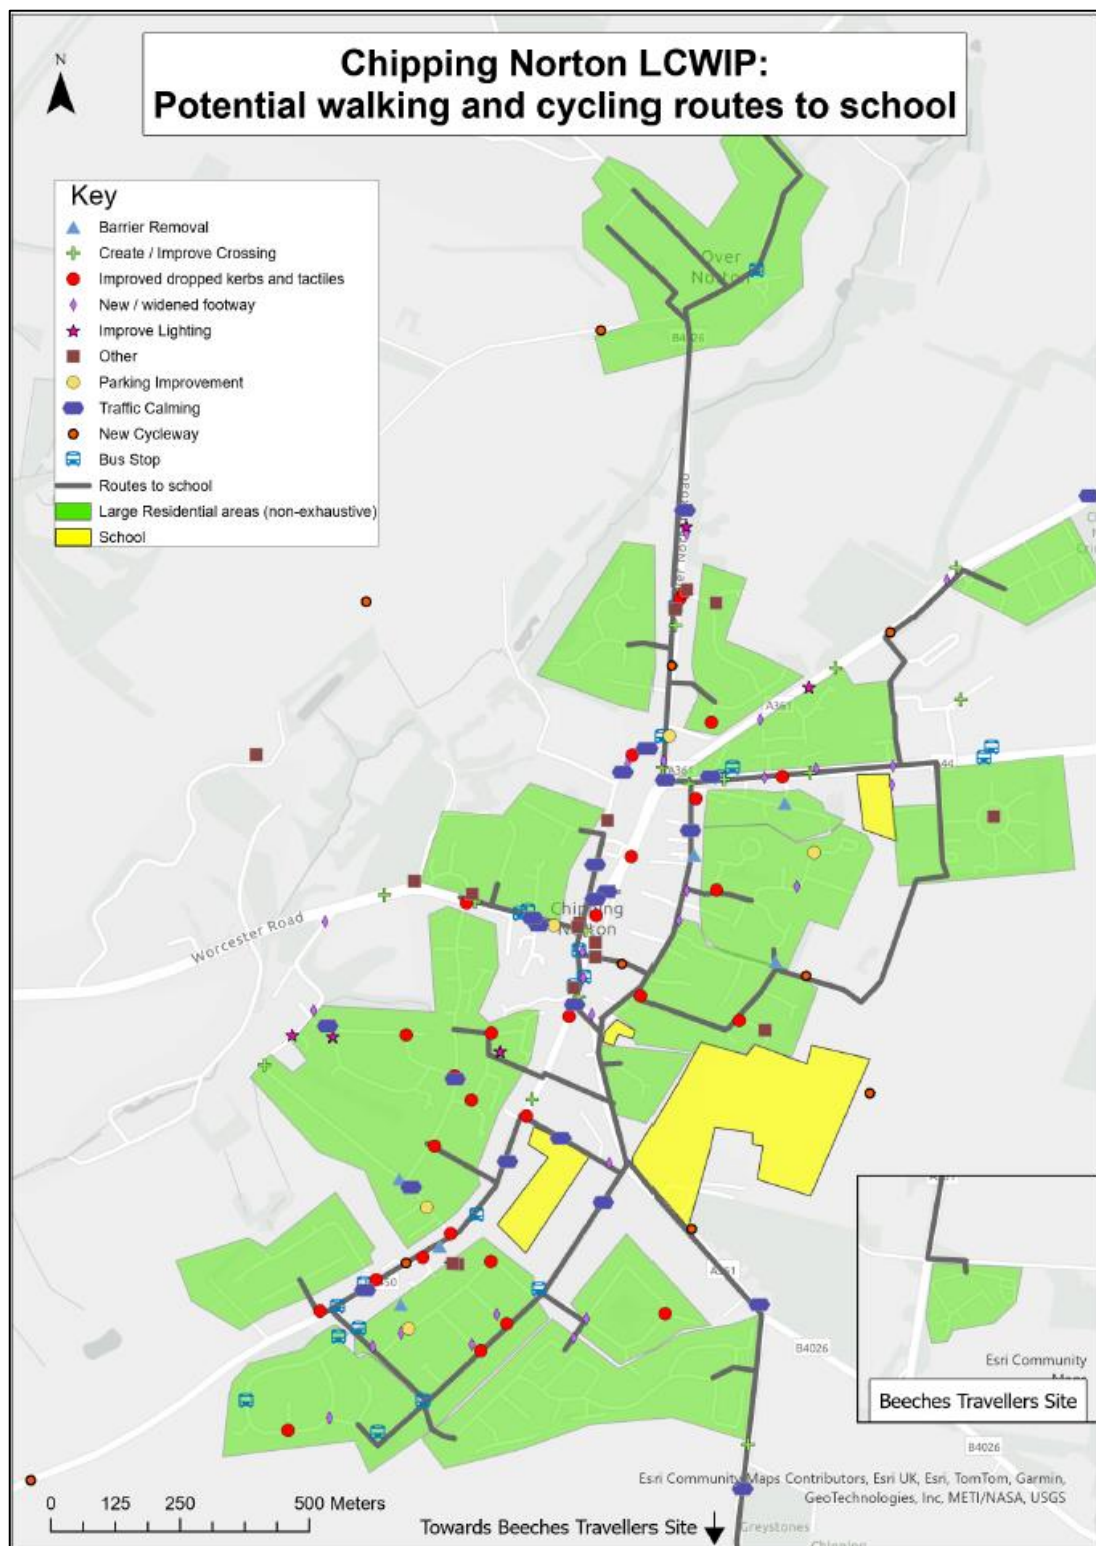 Chipping Norton LCWIP:
Potential walking and cycling routes to school
N
Key
Barrier Removal
Create / Improve Crossing
Improved dropped kerbs and tactiles
New / widened footway
Improve Lighting
Other
Parking Improvement
Traffic Calming
New Cycleway
Bus Stop
Routes to school
Large Residential areas (non-exhaustive)
School
Over
Norton
B4026
A361
A361
44
Chipping
Norton
Worcester Road
A361
B4026
Esri Community
Beeches Travellers Site
B4026
Esri Community Maps Contributors, Esri UK, Esri, TomTom, Garmin,
GeoTechnologies, Inc, METI/NASA, USGS
0 125 250 500 Meters
Towards Beeches Travellers Site
Greystones
Chipping